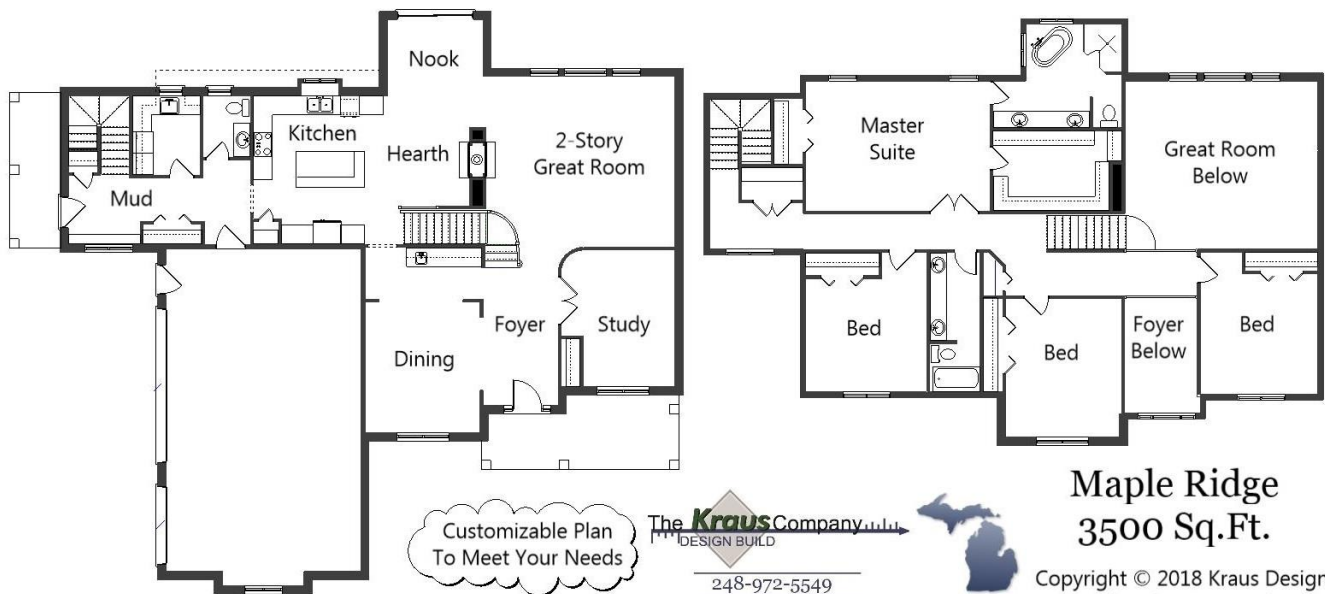 Nook
Kitchen
Hearth
2-Story
Great Room
Mud
Foyer
Study
Dining
Master
Suite
Great Room
Below
Bed
Bed
Foyer
Below
Bed
Customizable Plan
To Meet Your Needs
The Kraus Company
DESIGN BUILD
248-972-5549
Maple Ridge
3500 Sq.Ft.
Copyright © 2018 Kraus Design